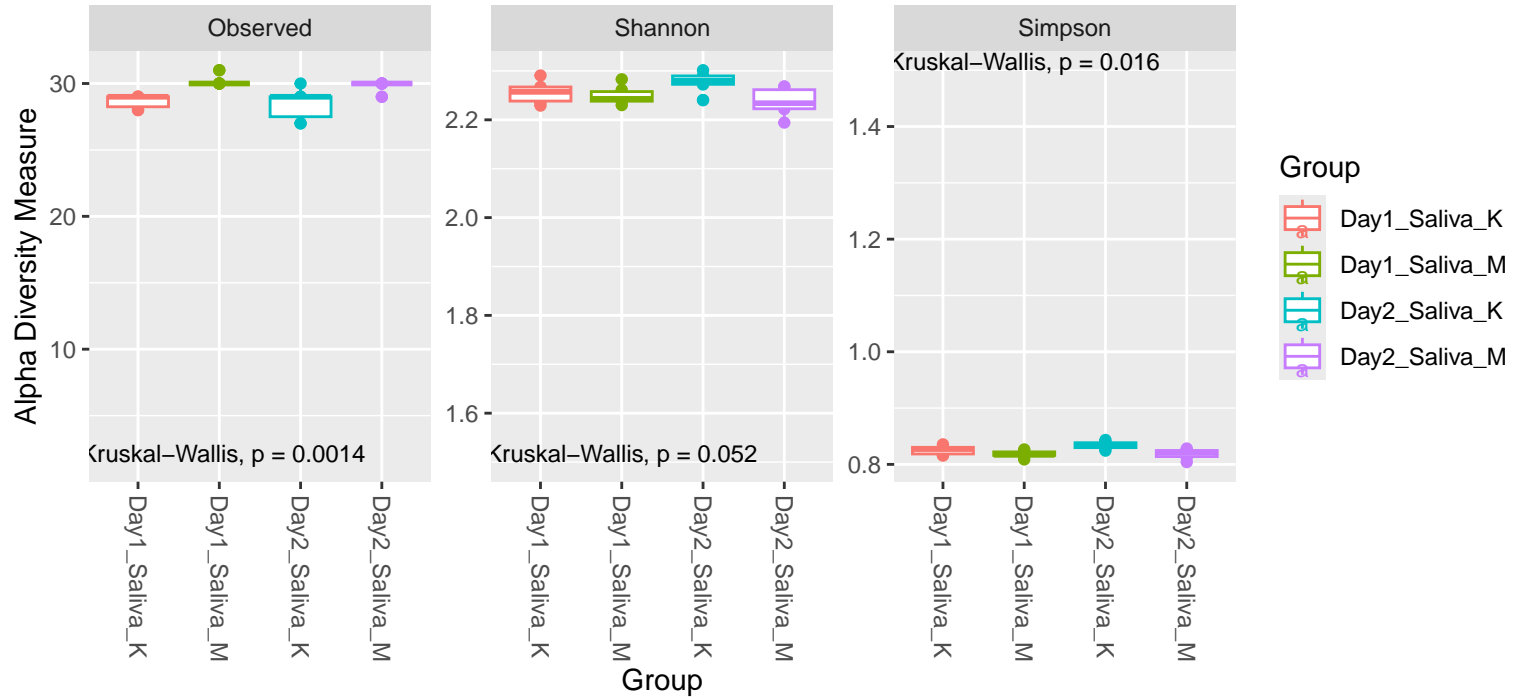 Observed
Shannon
Simpson
Alpha Diversity Measure
30
20
10
Kruskal−Wallis, p = 0.0014
2.2
2.0
1.8
1.6
Kruskal−Wallis, p = 0.052
1.4
1.2
1.0
0.8
Kruskal−Wallis, p = 0.016
Day1_Saliva_K
Day1_Saliva_M
Day2_Saliva_K
Day2_Saliva_M
Day1_Saliva_K
Day1_Saliva_M
Day2_Saliva_K
Day2_Saliva_M
Day1_Saliva_K
Day1_Saliva_M
Day2_Saliva_K
Day2_Saliva_M
Group
Group
a Day1_Saliva_K
a Day1_Saliva_M
a Day2_Saliva_K
a Day2_Saliva_M